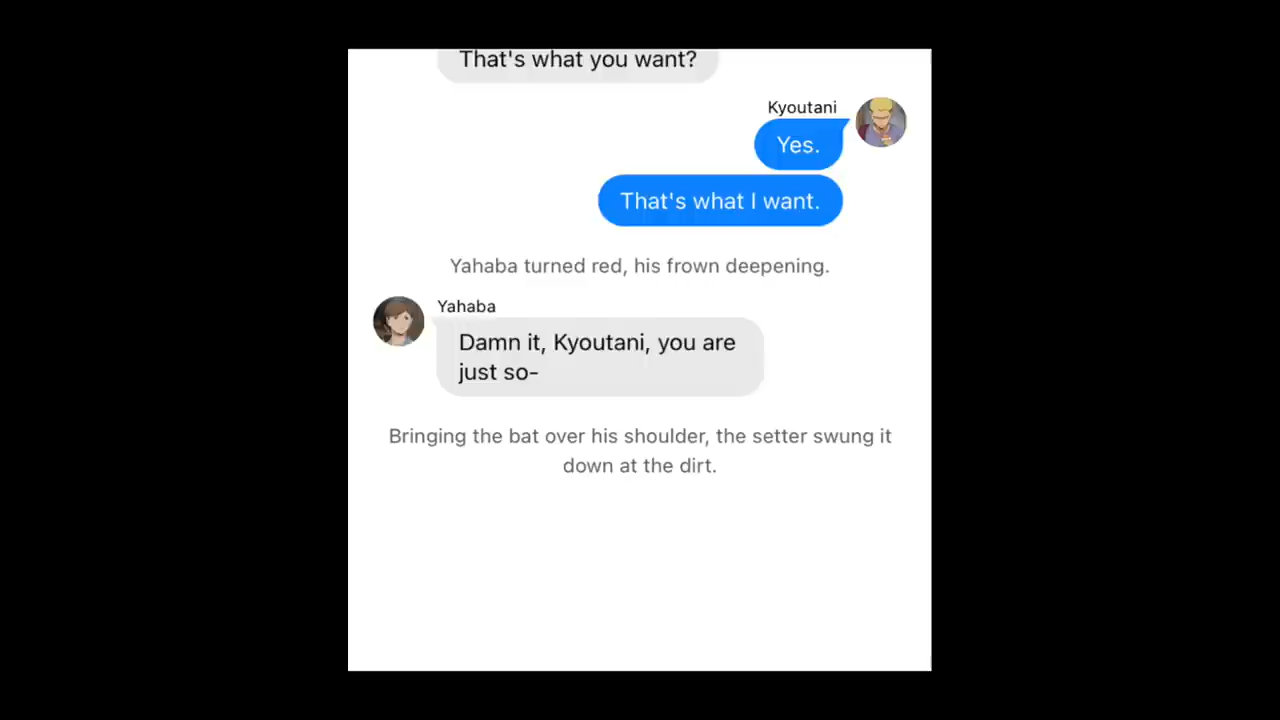 That's what you want?
Kyoutani
Yes.
That's what I want.
Yahaba turned red, his frown deepening.
Yahaba
Damn it, Kyoutani, you are
just so-
Bringing the bat over his shoulder, the setter swung it
down at the dirt.